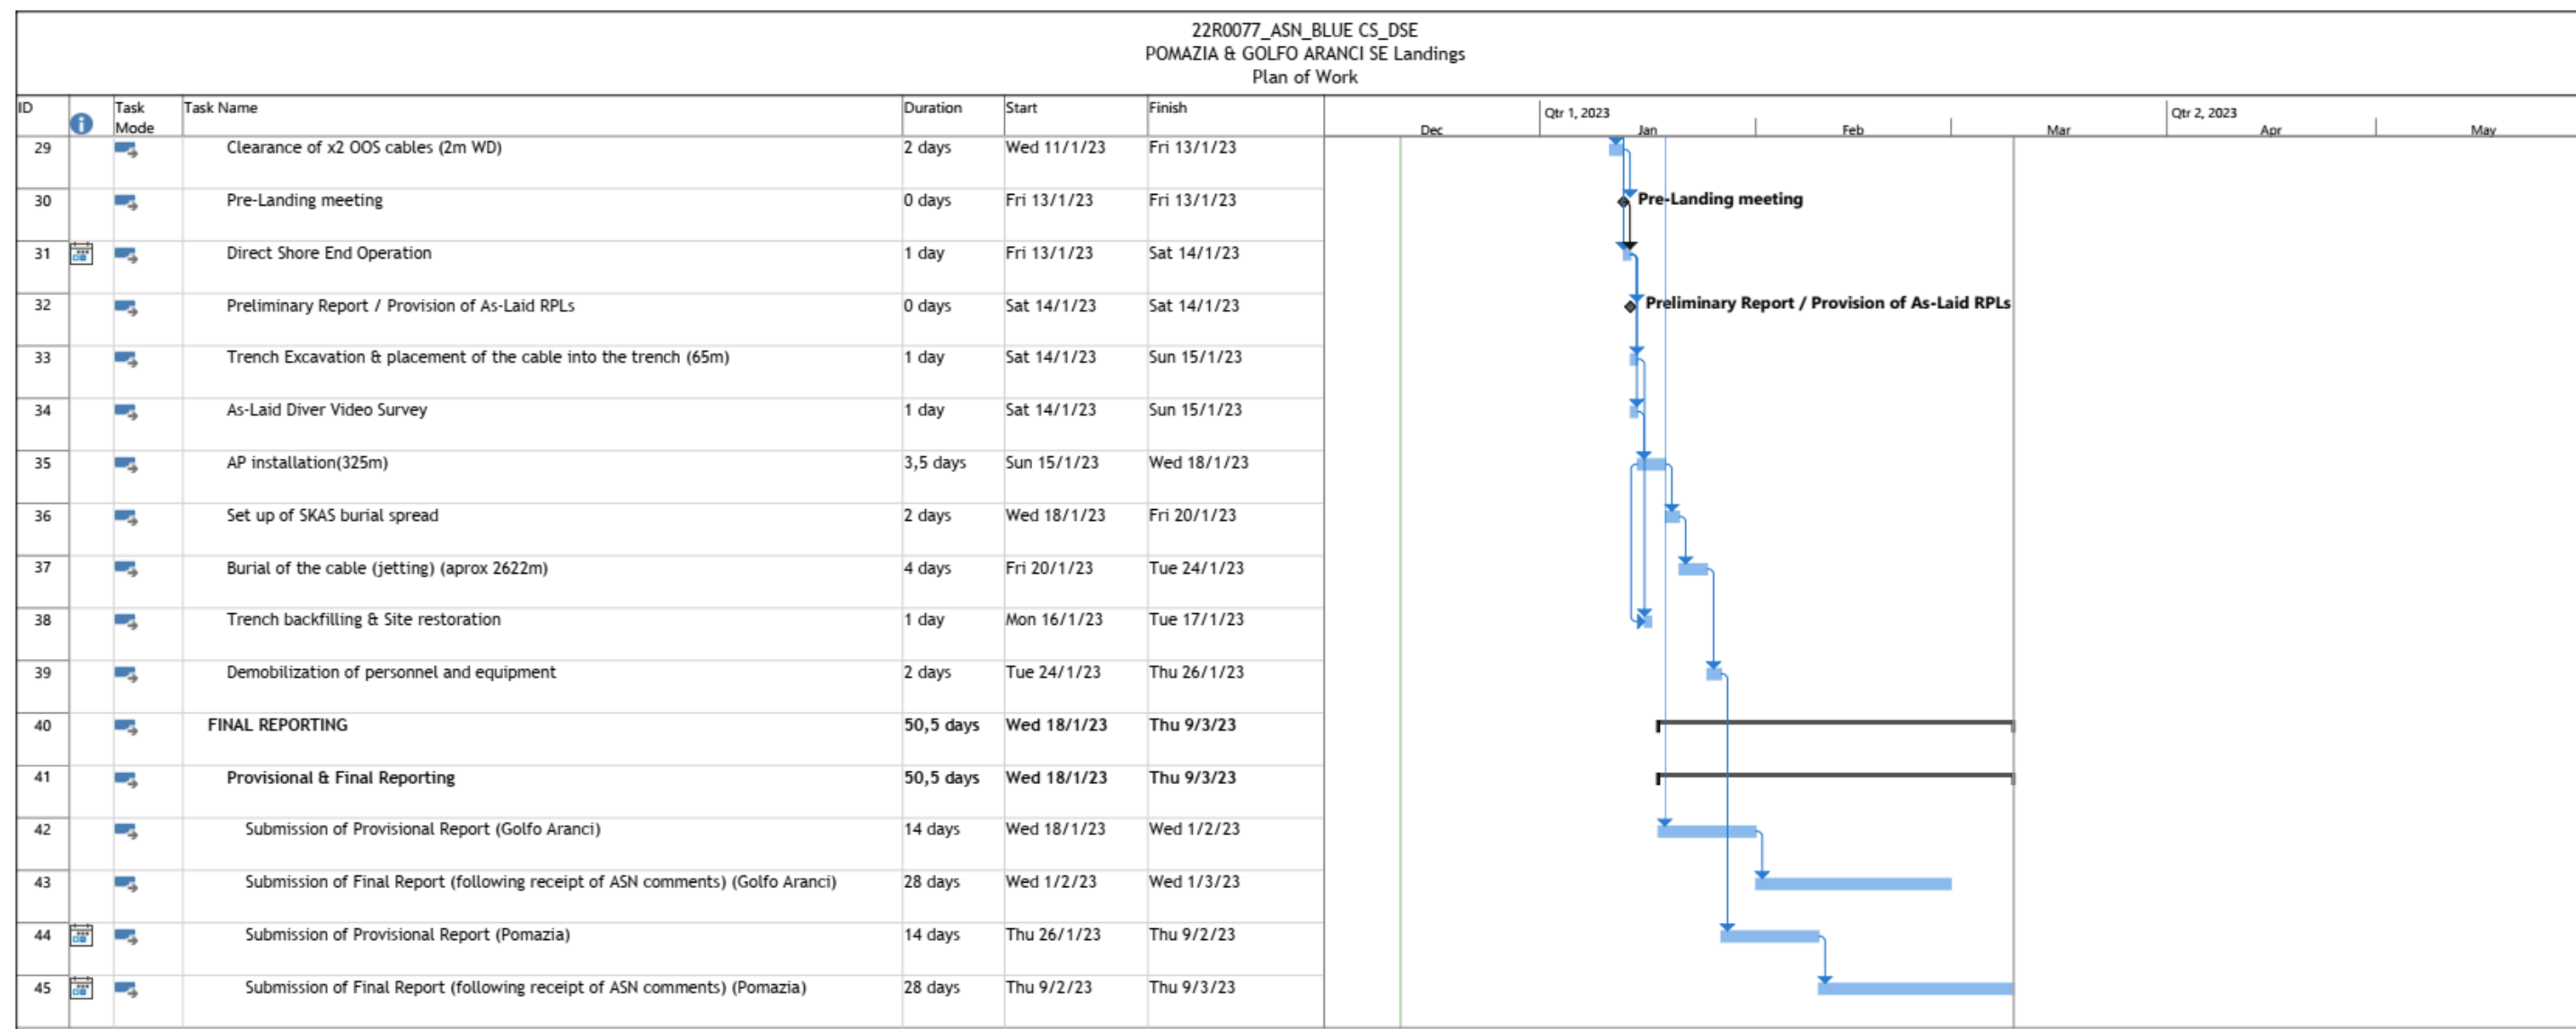 22R0077_ASN_BLUE CS_DSE
POMAZIA & GOLFO ARANCI SE Landings
Plan of Work
ID Task Mode Task Name Duration Start Finish
Qtr 1, 2023 Qtr 2, 2023
Dec Jan Feb Mar Apr May
29 Clearance of x2 OOS cables (2m WD) 2 days Wed 11/1/23 Fri 13/1/23
30 Pre-Landing meeting 0 days Fri 13/1/23 Fri 13/1/23 Pre-Landing meeting
31 Direct Shore End Operation 1 day Fri 13/1/23 Sat 14/1/23
32 Preliminary Report / Provision of As-Laid RPLs 0 days Sat 14/1/23 Sat 14/1/23 Preliminary Report / Provision of As-Laid RPLs
33 Trench Excavation & placement of the cable into the trench (65m) 1 day Sat 14/1/23 Sun 15/1/23
34 As-Laid Diver Video Survey 1 day Sat 14/1/23 Sun 15/1/23
35 AP installation(325m) 3,5 days Sun 15/1/23 Wed 18/1/23
36 Set up of SKAS burial spread 2 days Wed 18/1/23 Fri 20/1/23
37 Burial of the cable (jetting) (aprox 2622m) 4 days Fri 20/1/23 Tue 24/1/23
38 Trench backfilling & Site restoration 1 day Mon 16/1/23 Tue 17/1/23
39 Demobilization of personnel and equipment 2 days Tue 24/1/23 Thu 26/1/23
40 FINAL REPORTING 50,5 days Wed 18/1/23 Thu 9/3/23
41 Provisional & Final Reporting 50,5 days Wed 18/1/23 Thu 9/3/23
42 Submission of Provisional Report (Golfo Aranci) 14 days Wed 18/1/23 Wed 1/2/23
43 Submission of Final Report (following receipt of ASN comments) (Golfo Aranci) 28 days Wed 1/2/23 Wed 1/3/23
44 Submission of Provisional Report (Pomazia) 14 days Thu 26/1/23 Thu 9/2/23
45 Submission of Final Report (following receipt of ASN comments) (Pomazia) 28 days Thu 9/2/23 Thu 9/3/23